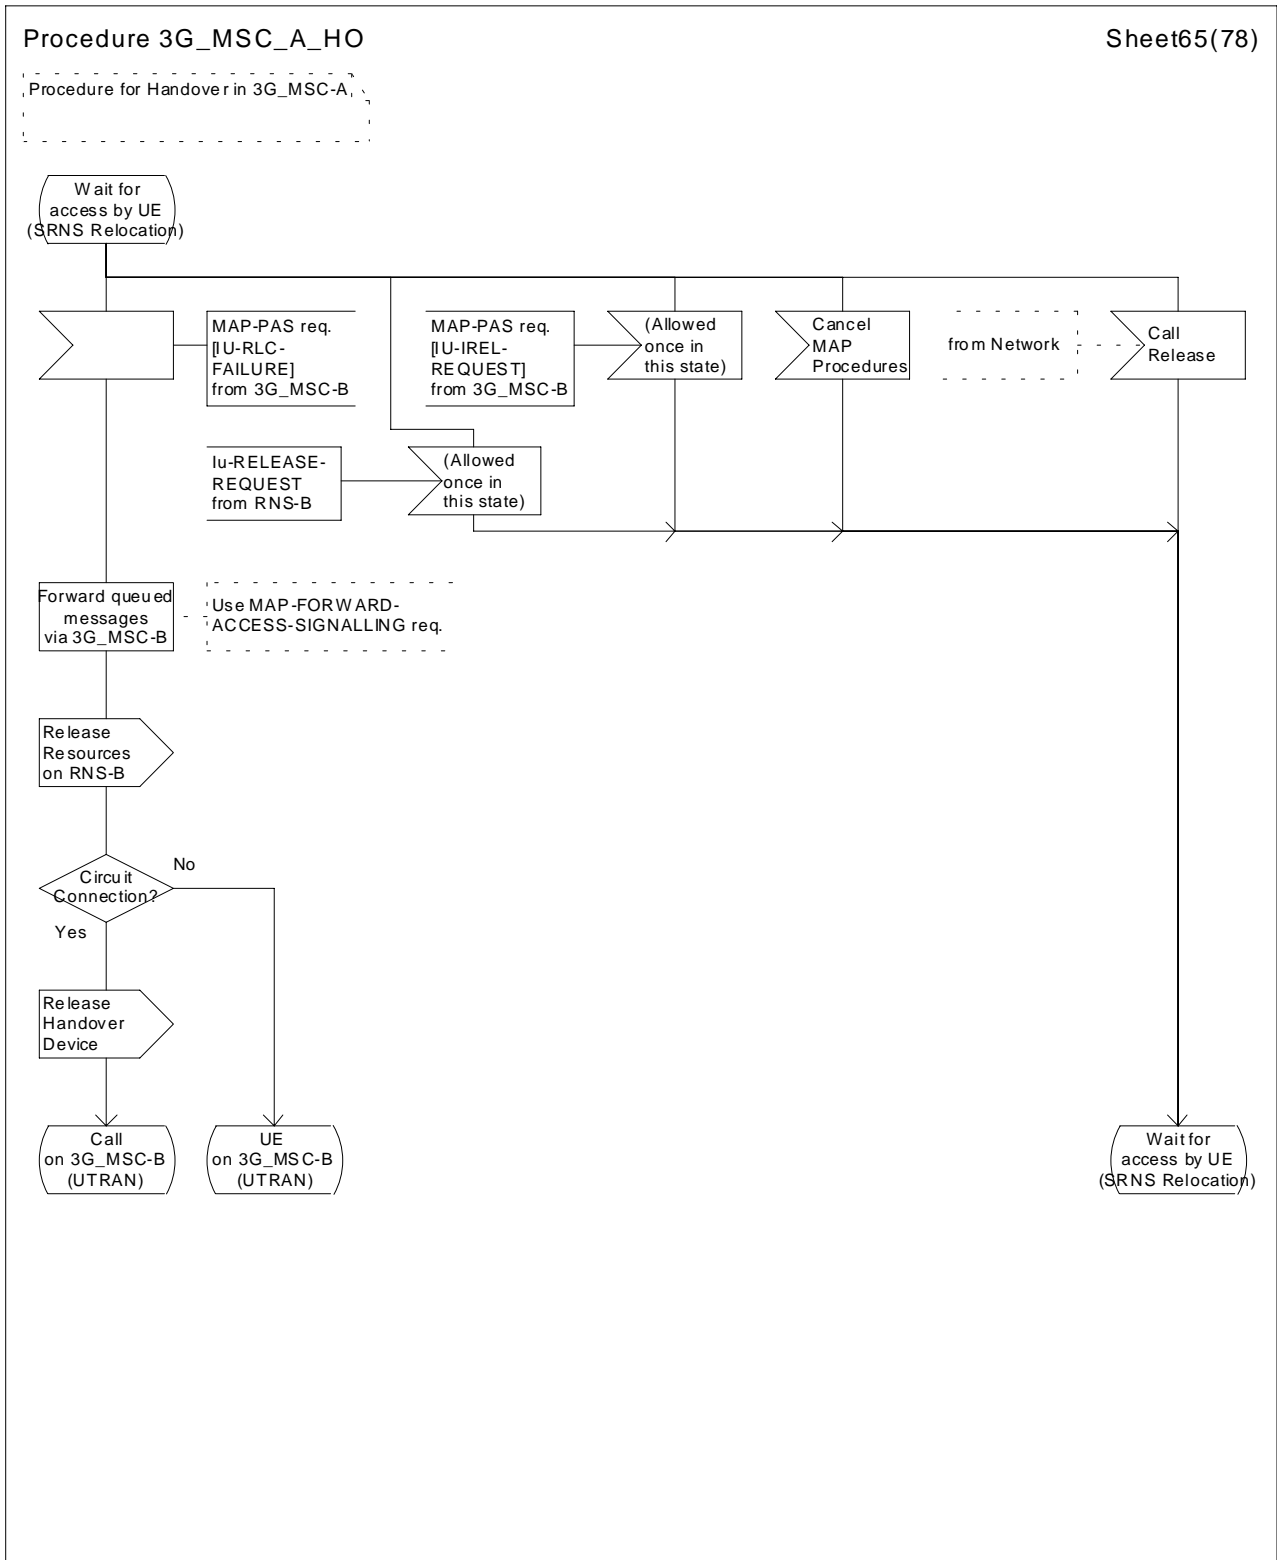 Procedure 3G_MSC_A_HO
Sheet65(78)
Procedure for Handover in 3G_MSC-A
Wait for
access by UE
(SRNS Relocation)
MAP-PAS req.
[IU-RLC-
FAILURE]
from 3G_MSC-B
MAP-PAS req.
[IU-IREL-
REQUEST]
from 3G_MSC-B
(Allowed
once in
this state)
Cancel
MAP
Procedures
from Network
Call
Release
Iu-RELEASE-
REQUEST
from RNS-B
(Allowed
once in
this state)
Forward queued
messages
via 3G_MSC-B
Use MAP-FORWARD-
ACCESS-SIGNALLING req.
Release
Resources
on RNS-B
Circuit
Connection?
No
Yes
Release
Handover
Device
Call
on 3G_MSC-B
(UTRAN)
UE
on 3G_MSC-B
(UTRAN)
Wait for
access by UE
(SRNS Relocation)